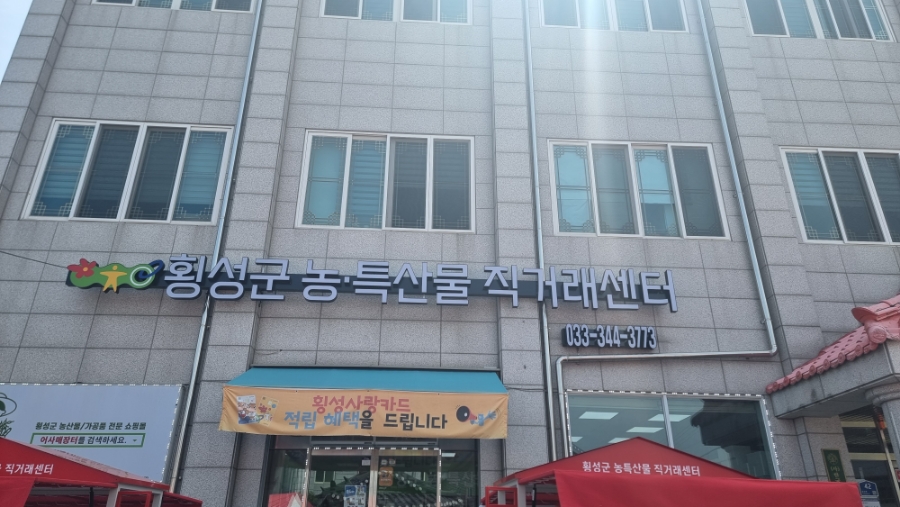 횡성군 농·특산물 직거래센터
033-344-3773
횡성사랑카드
적립 혜택을 드립니다
횡성군 농산물/가공품 전문 쇼핑몰
어사매장터를 검색하세요.
직거래센터
횡성군 농특산물 직거래센터